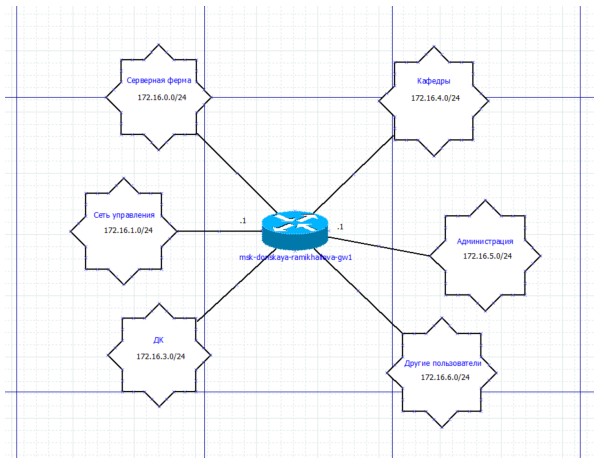 Серверная ферма
172.16.0.0/24
Кафедры
172.16.4.0/24
Сеть управления
172.16.1.0/24
.1
.1
msk-donskaya-ramikhailova-gw1
Администрация
172.16.5.0/24
ДК
172.16.3.0/24
Другие пользователи
172.16.6.0/24